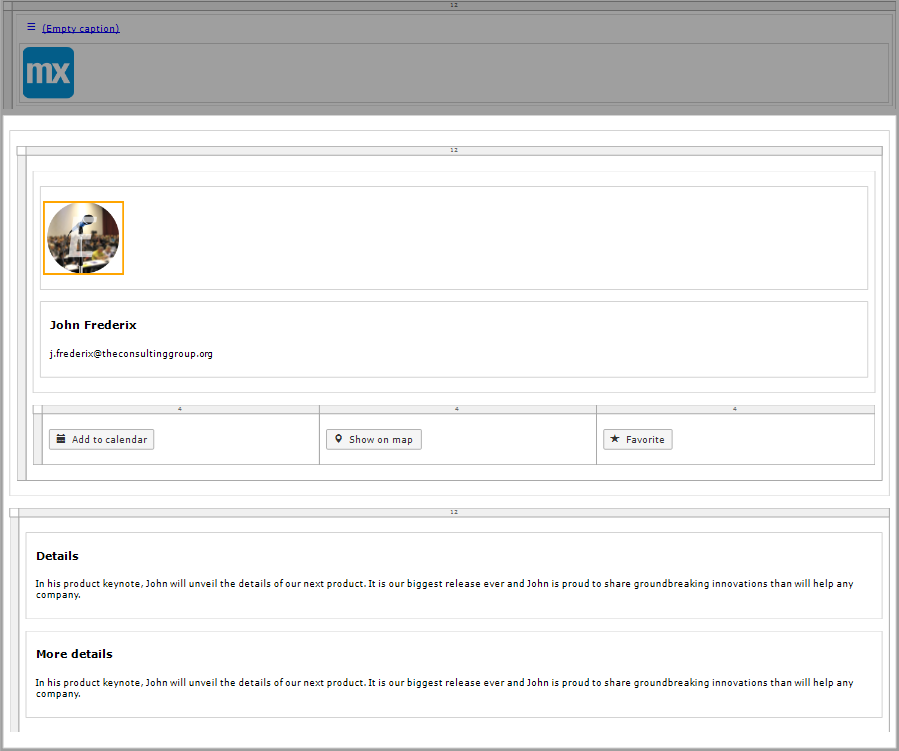 12
(Empty caption)
mx
12
John Frederix
j.frederix@theconsultinggroup.org
4 4 4
Add to calendar Show on map Favorite
12
Details
In his product keynote, John will unveil the details of our next product. It is our biggest release ever and John is proud to share groundbreaking innovations than will help any
company.
More details
In his product keynote, John will unveil the details of our next product. It is our biggest release ever and John is proud to share groundbreaking innovations than will help any
company.